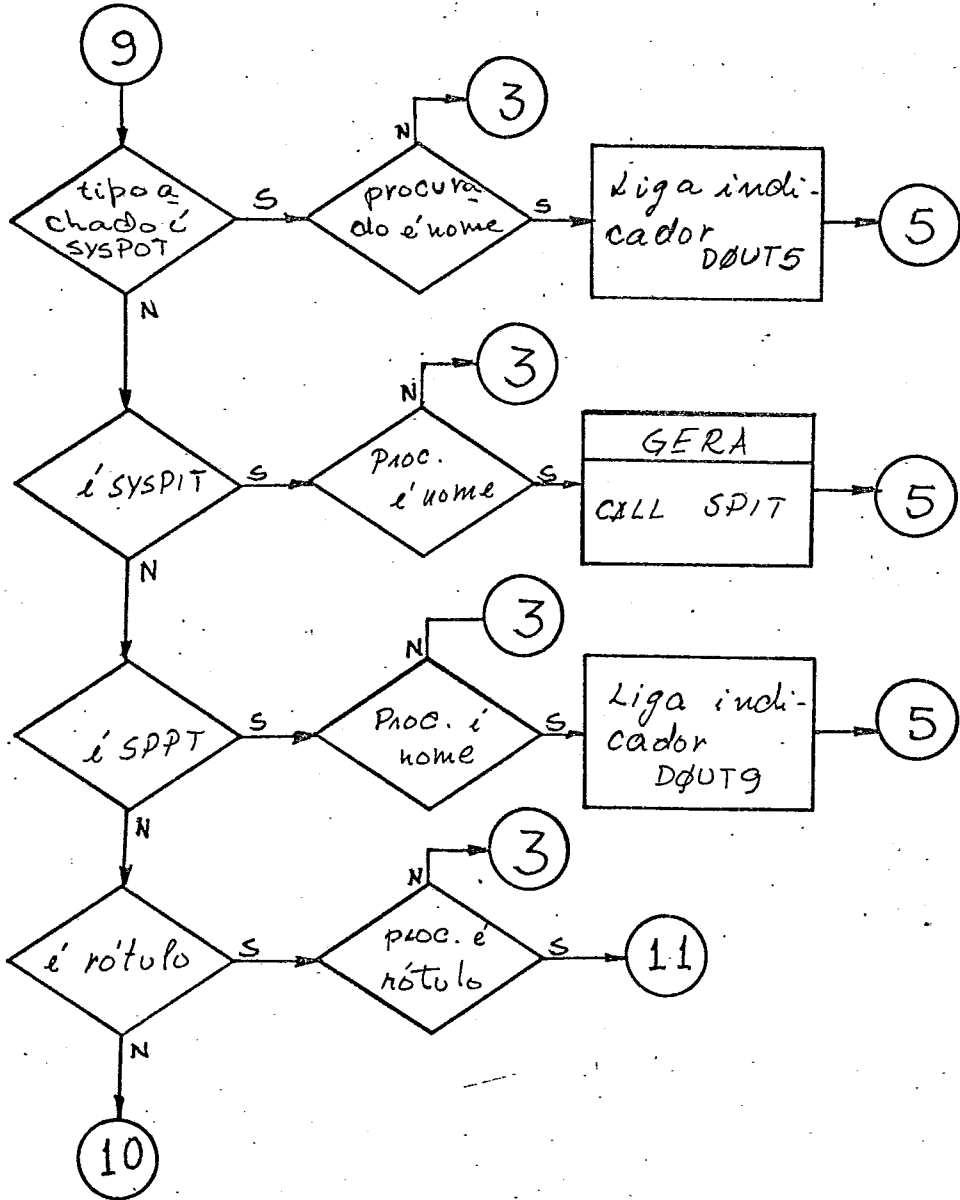 9
3
tipo a
chado é
SYSPOT
S
N
procura
do é nome
S
Liga indi-
cador
DØUT5
5
N
3
é SYSPIT
S
N
Proc.
é nome
S
GERA
CALL SPIT
5
N
3
é SPPT
S
N
Proc. é
nome
S
Liga indi-
cador
DØUT9
5
N
3
é rótulo
S
N
proc. é
rótulo
S
11
N
10